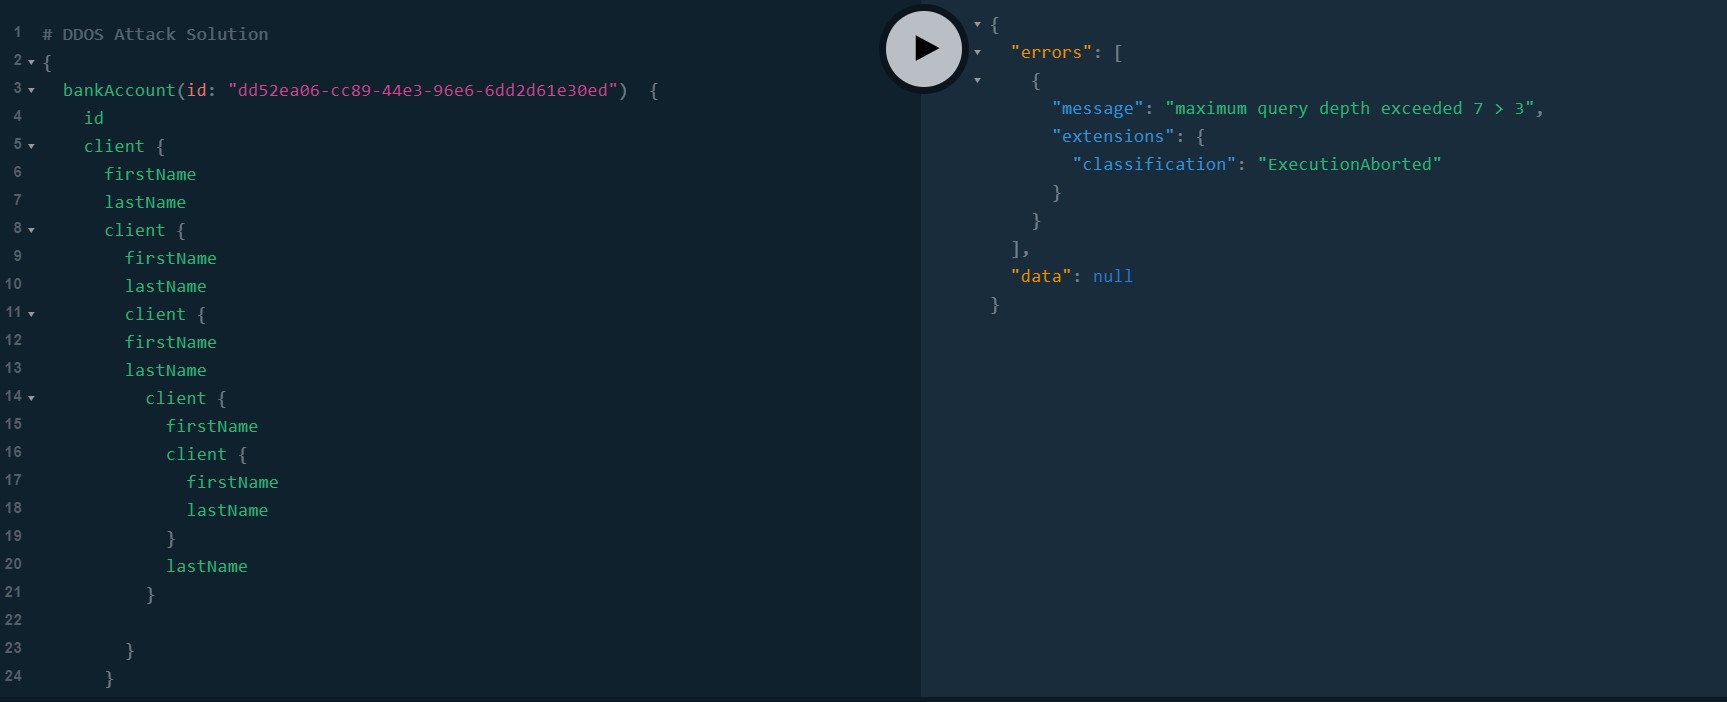 1 # DDOS Attack Solution
2 {
3 bankAccount(id: "dd52ea06-cc89-44e3-96e6-6dd2d61e30ed")  {
4 id
5 client {
6 firstName
7 lastName
8 client {
9 firstName
10 lastName
11 client {
12 firstName
13 lastName
14 client {
15 firstName
16 client {
17 firstName
18 lastName
19 }
20 lastName
21 }
22
23 }
24 }
{
"errors": [
{
"message": "maximum query depth exceeded 7 > 3",
"extensions": {
"classification": "ExecutionAborted"
}
}
],
"data": null
}